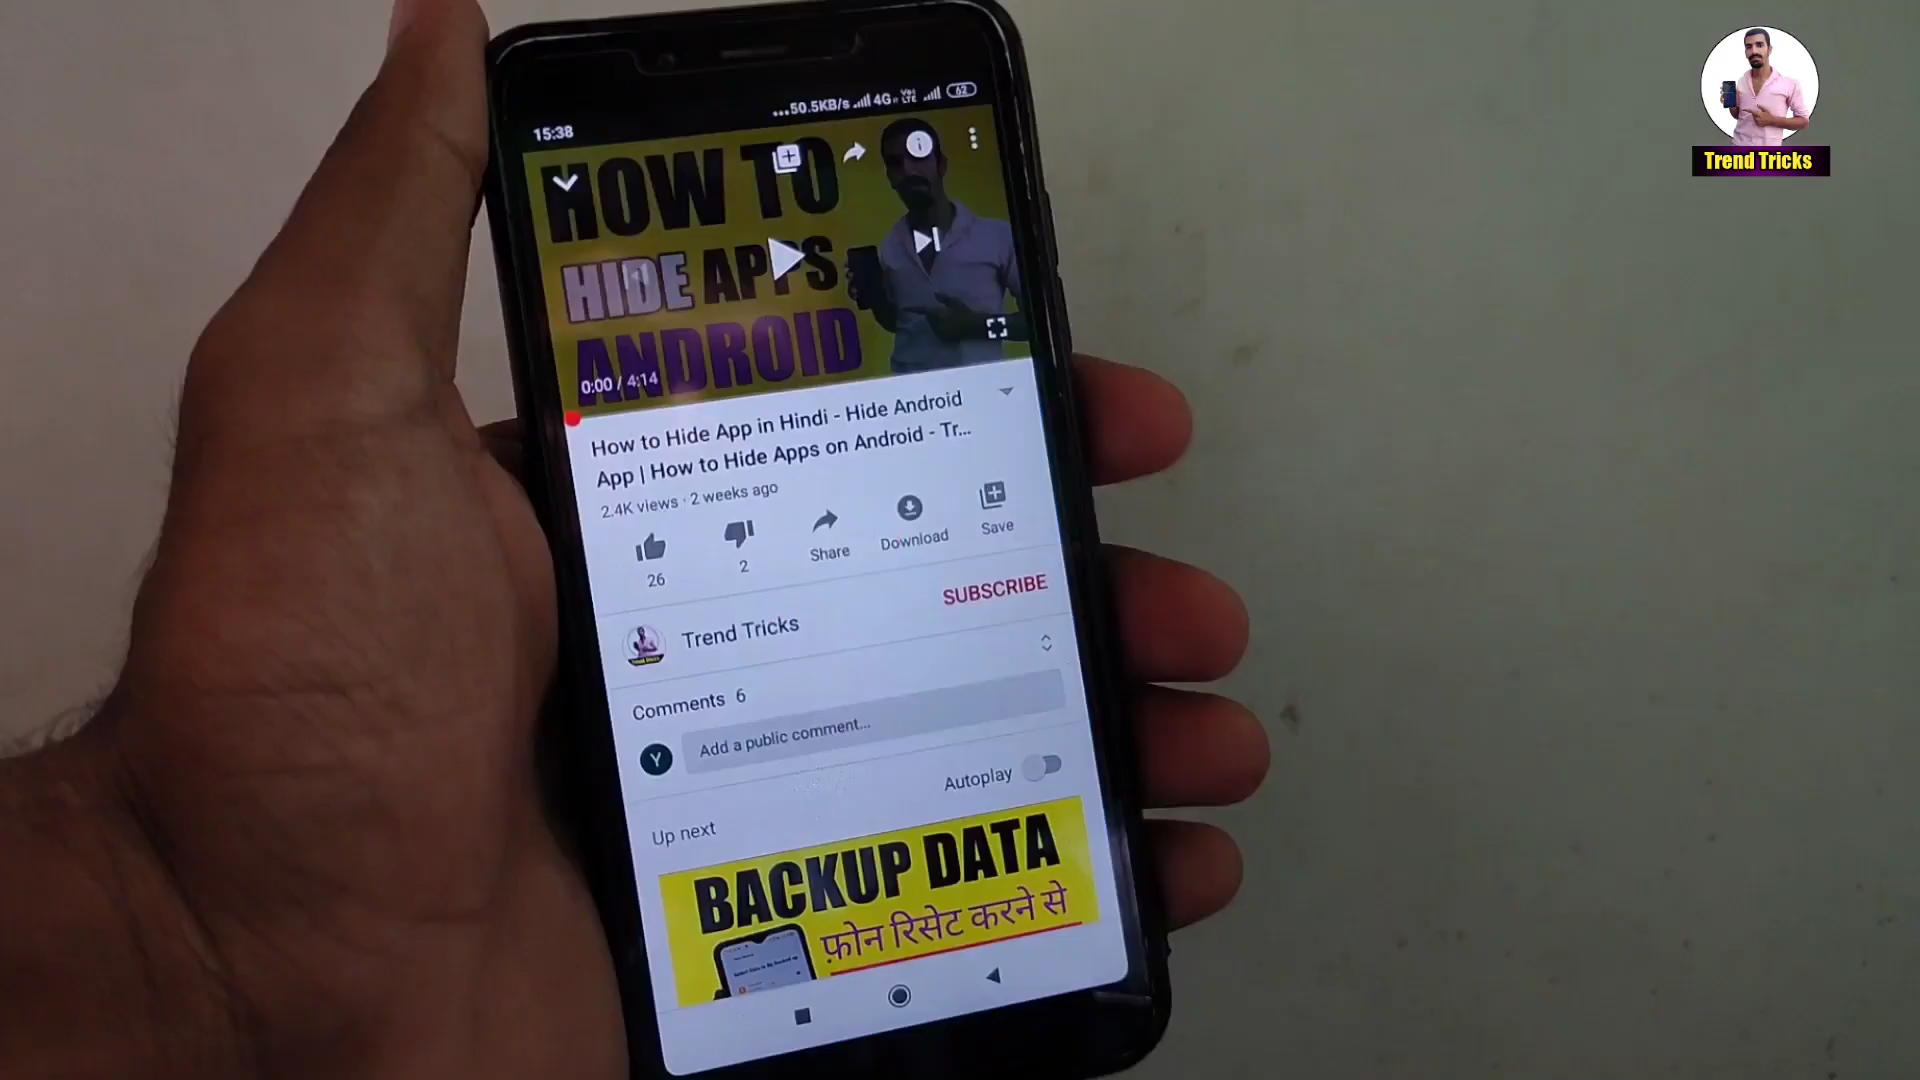 Trend Tricks
15:38
...50.5KB/s 4G Vo LTE 62
HOW TO
HIDE APPS
ANDROID
0:00 / 4:14
How to Hide App in Hindi - Hide Android
App | How to Hide Apps on Android - Tr...
2.4K views · 2 weeks ago
26
2
Share
Download
Save
Trend Tricks
SUBSCRIBE
Comments 6
Y
Add a public comment...
Autoplay
Up next
BACKUP DATA
फ़ोन रिसेट करने से